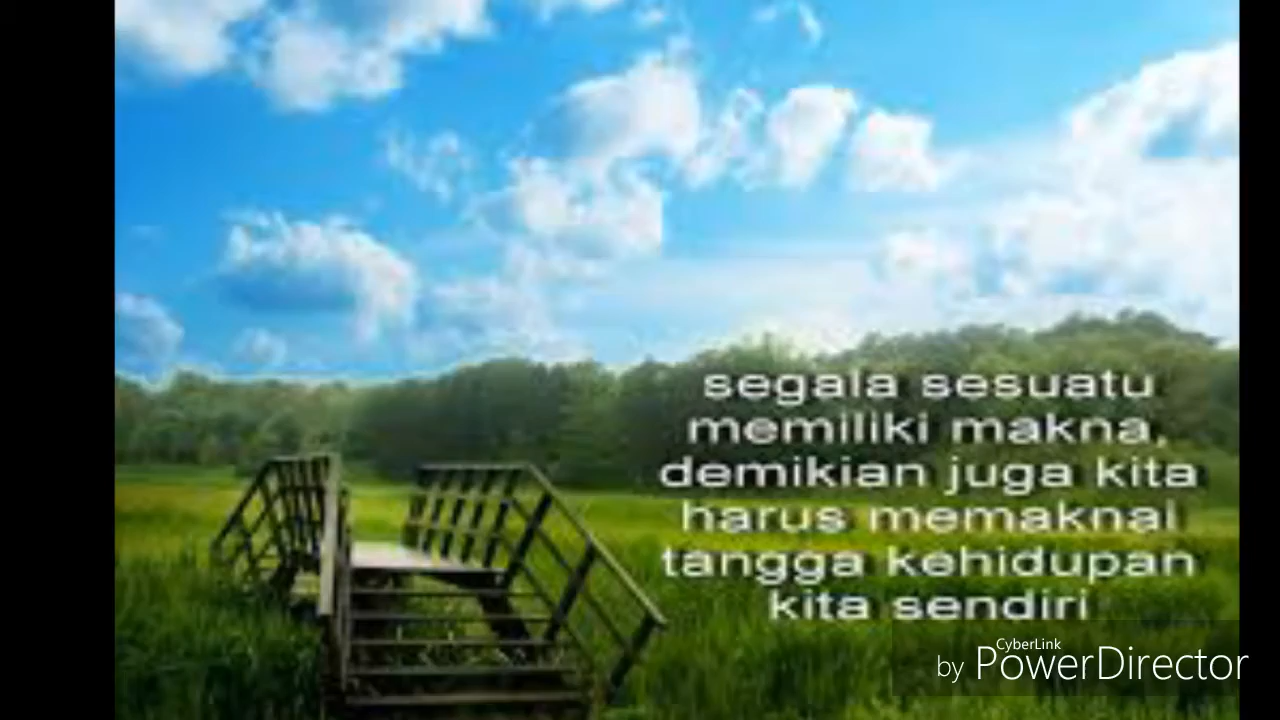 segala sesuatu
memiliki makna,
demikian juga kita
harus memaknai
tangga kehidupan
kita sendiri
CyberLink
by PowerDirector